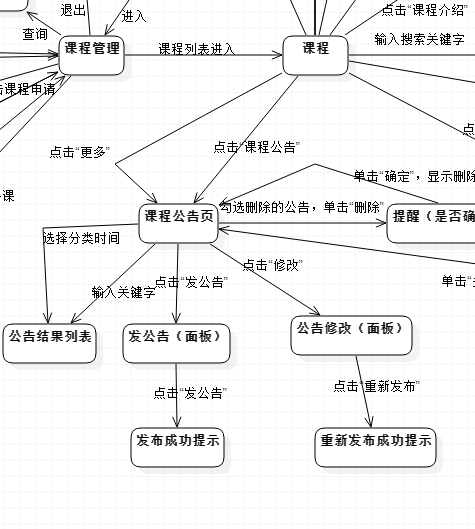 退出
进入
点击“课程介绍”
查询
课程管理
课程列表进入
课程
输入搜索关键字
击课程申请
点击“更多”
点击“课程公告”
单击“确定”，显示删除
课
课程公告页
勾选删除的公告，单击“删除”
提醒（是否确
选择分类时间
点击“修改”
输入关键字
点击“发公告”
单击“
公告结果列表
发公告（面板）
公告修改（面板）
点击“发公告”
点击“重新发布”
发布成功提示
重新发布成功提示